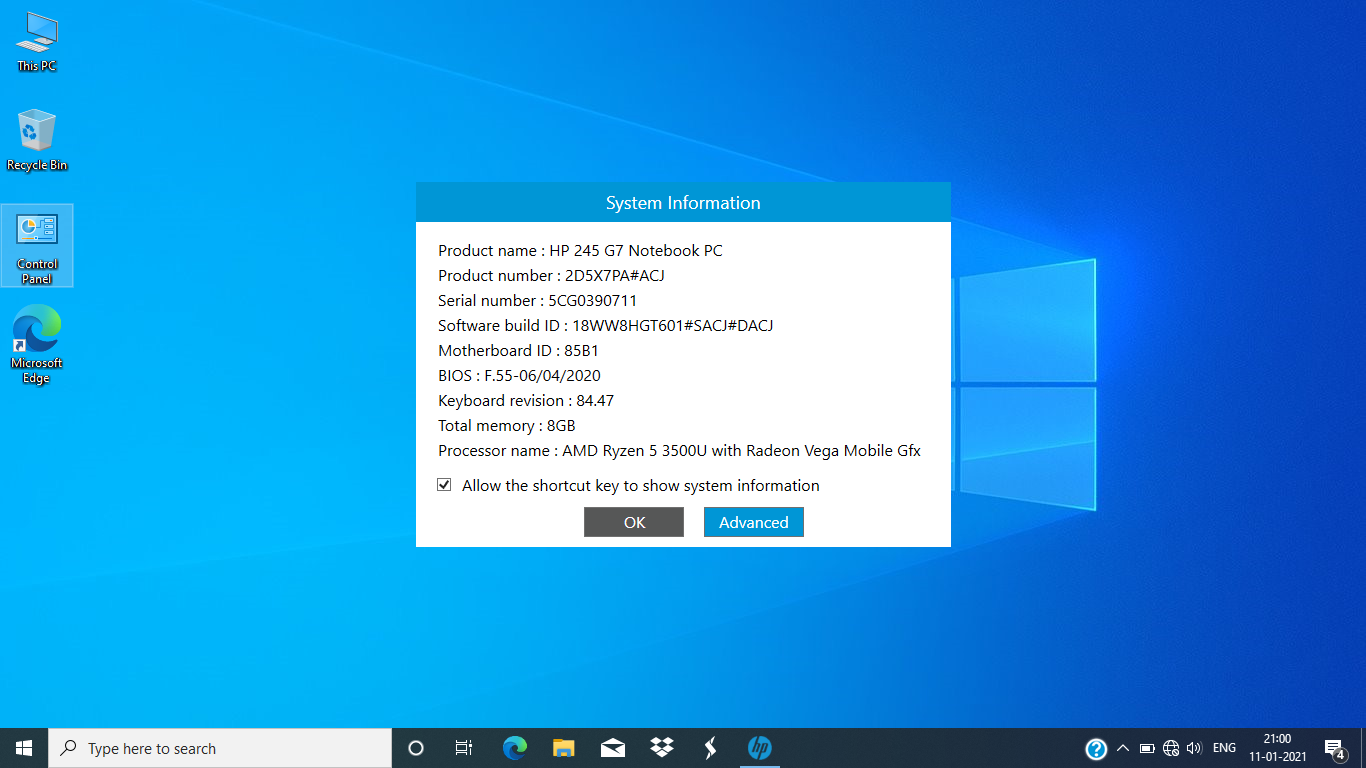 This PC
Recycle Bin
Control
Panel
Microsoft
Edge
System Information
Product name : HP 245 G7 Notebook PC
Product number : 2D5X7PA#ACJ
Serial number : 5CG0390711
Software build ID : 18WW8HGT601#SACJ#DACJ
Motherboard ID : 85B1
BIOS : F.55-06/04/2020
Keyboard revision : 84.47
Total memory : 8GB
Processor name : AMD Ryzen 5 3500U with Radeon Vega Mobile Gfx
Allow the shortcut key to show system information
OK Advanced
Type here to search
hp
?
ENG
21:00
11-01-2021
4